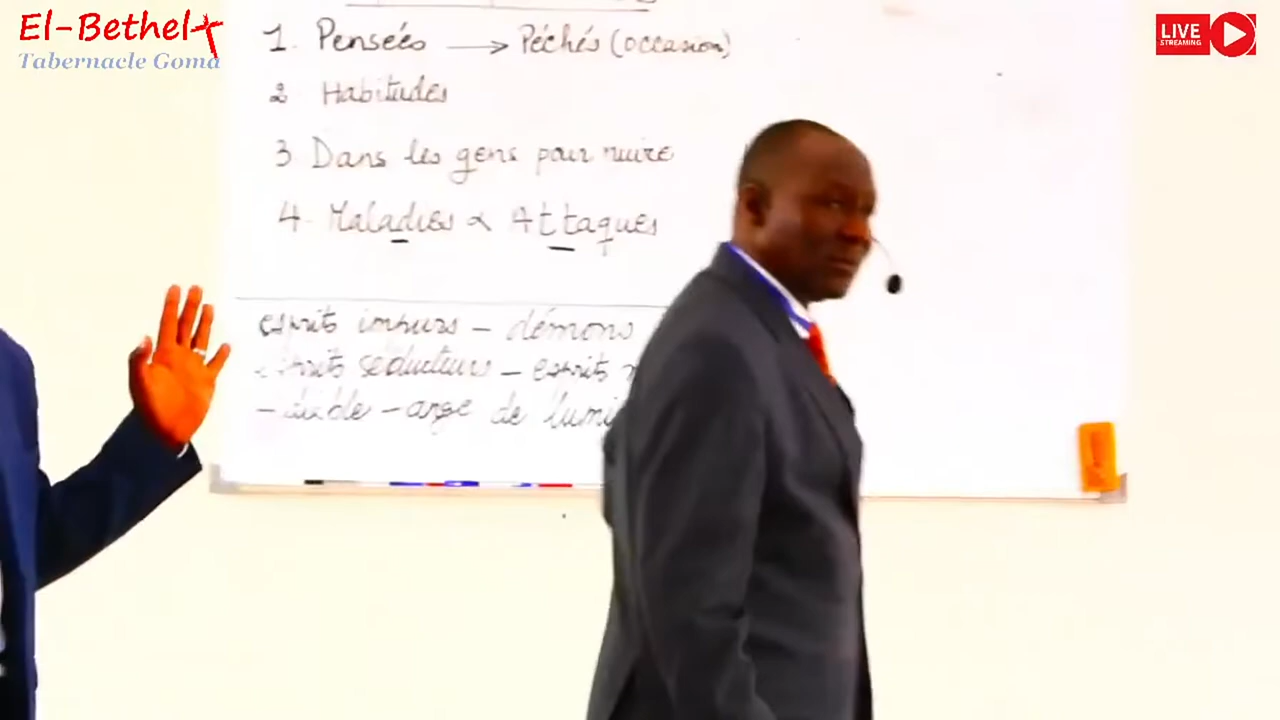 El-Bethel
Tabernacle Goma
LIVE
STREAMING
1. Pensées → Péchés (occasion)
2 Habitudes
3 Dans les gens pour nuire
4- Maladies & Attaques
esprits impurs - démons
esprits séducteurs - esprits
- diable - ange de